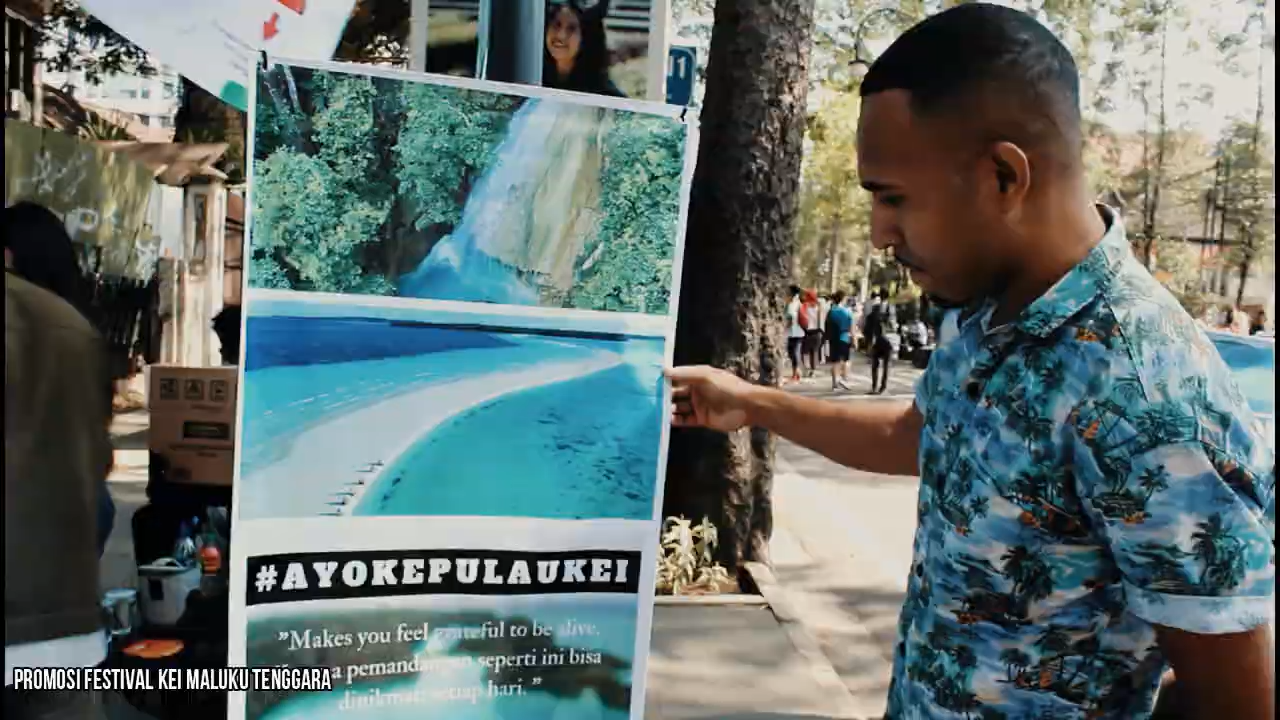 #AYOKEPULAUKEI
"Makes you feel grateful to be alive.
pemandangan seperti ini bisa
dinikmati setiap hari."
PROMOSI FESTIVAL KEI MALUKU TENGGARA